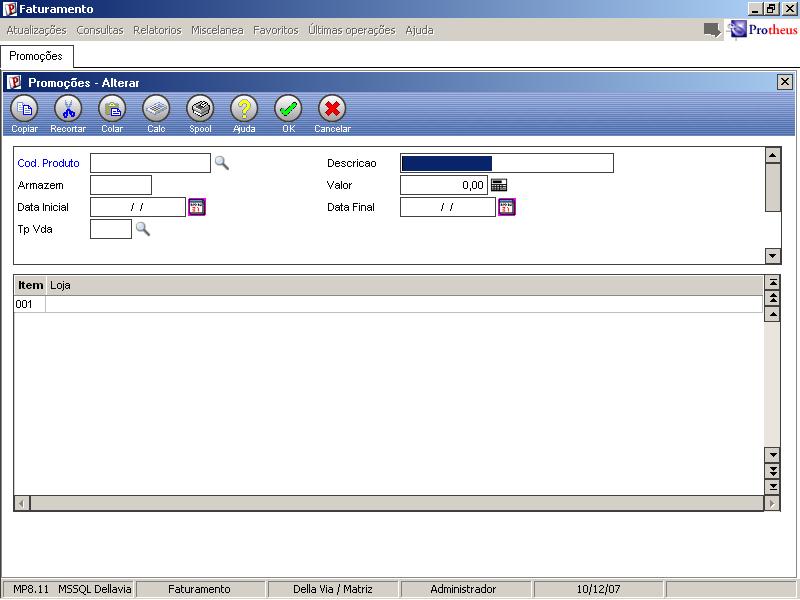 Faturamento
Atualizações Consultas Relatorios Miscelanea Favoritos Últimas operações Ajuda
Protheus
Promoções
Promoções - Alterar
Copiar Recortar Colar Calc Spool Ajuda OK Cancelar
Cod. Produto Descricao
Armazem Valor 0,00
Data Inicial / / Data Final / /
Tp Vda
Item Loja
001
MP8.11 MSSQL Dellavia Faturamento Della Via / Matriz Administrador 10/12/07